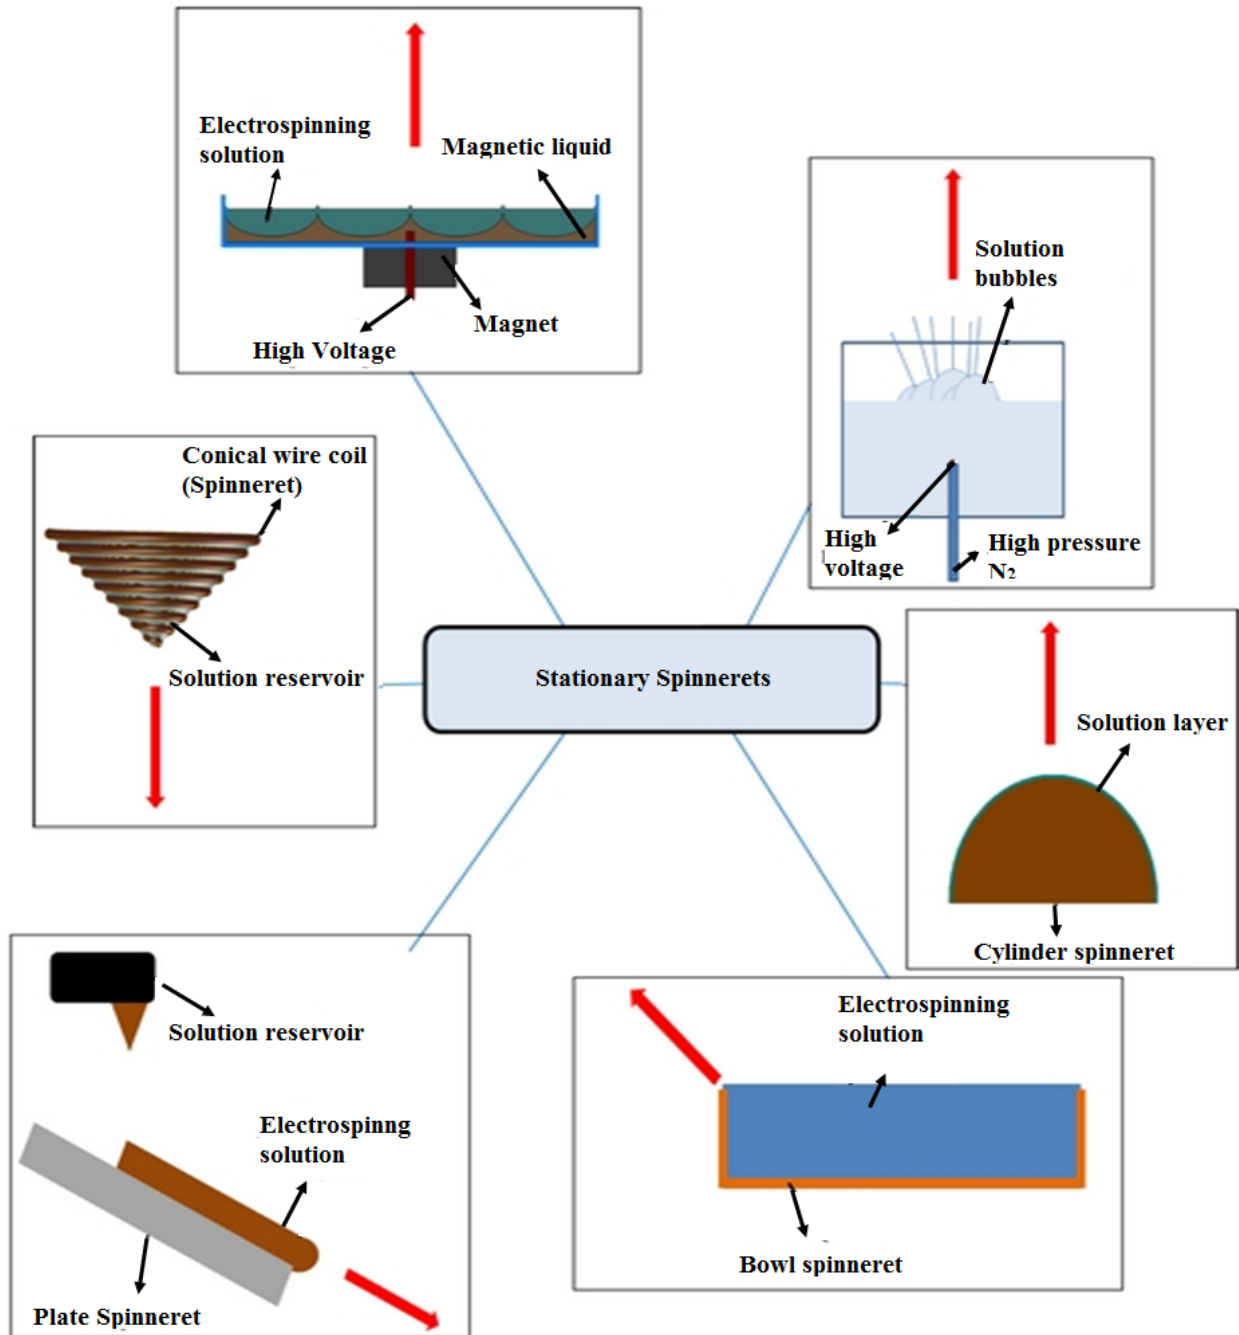 Electrospinning
solution
Magnetic liquid
Magnet
High Voltage
Solution
bubbles
High
voltage
High pressure
N2
Conical wire coil
(Spinneret)
Solution reservoir
Stationary Spinnerets
Solution layer
Cylinder spinneret
Solution reservoir
Electrospinng
solution
Plate Spinneret
Electrospinning
solution
Bowl spinneret